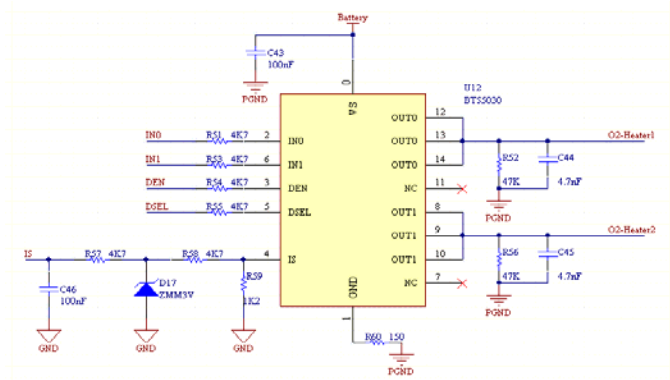 Battery
C43
100nF
PGND
0
VS
U12
BTS5030
IN0 R51 4K7 2 IN0
IN1 R53 4K7 6 IN1
DEN R54 4K7 3 DEN
DSEL R55 4K7 5 DSEL
IS R57 4K7 R58 4K7 4 IS
OUT0 12
OUT0 13 O2-Heater1
OUT0 14
NC 11
R52
47K
C44
4.7nF
PGND
OUT1 8
OUT1 9 O2-Heater2
OUT1 10
NC 7
R56
47K
C45
4.7nF
PGND
C46
100nF
D17
ZMM3V
R59
1K2
GND
GND
GND
GND
1
R60 150
PGND